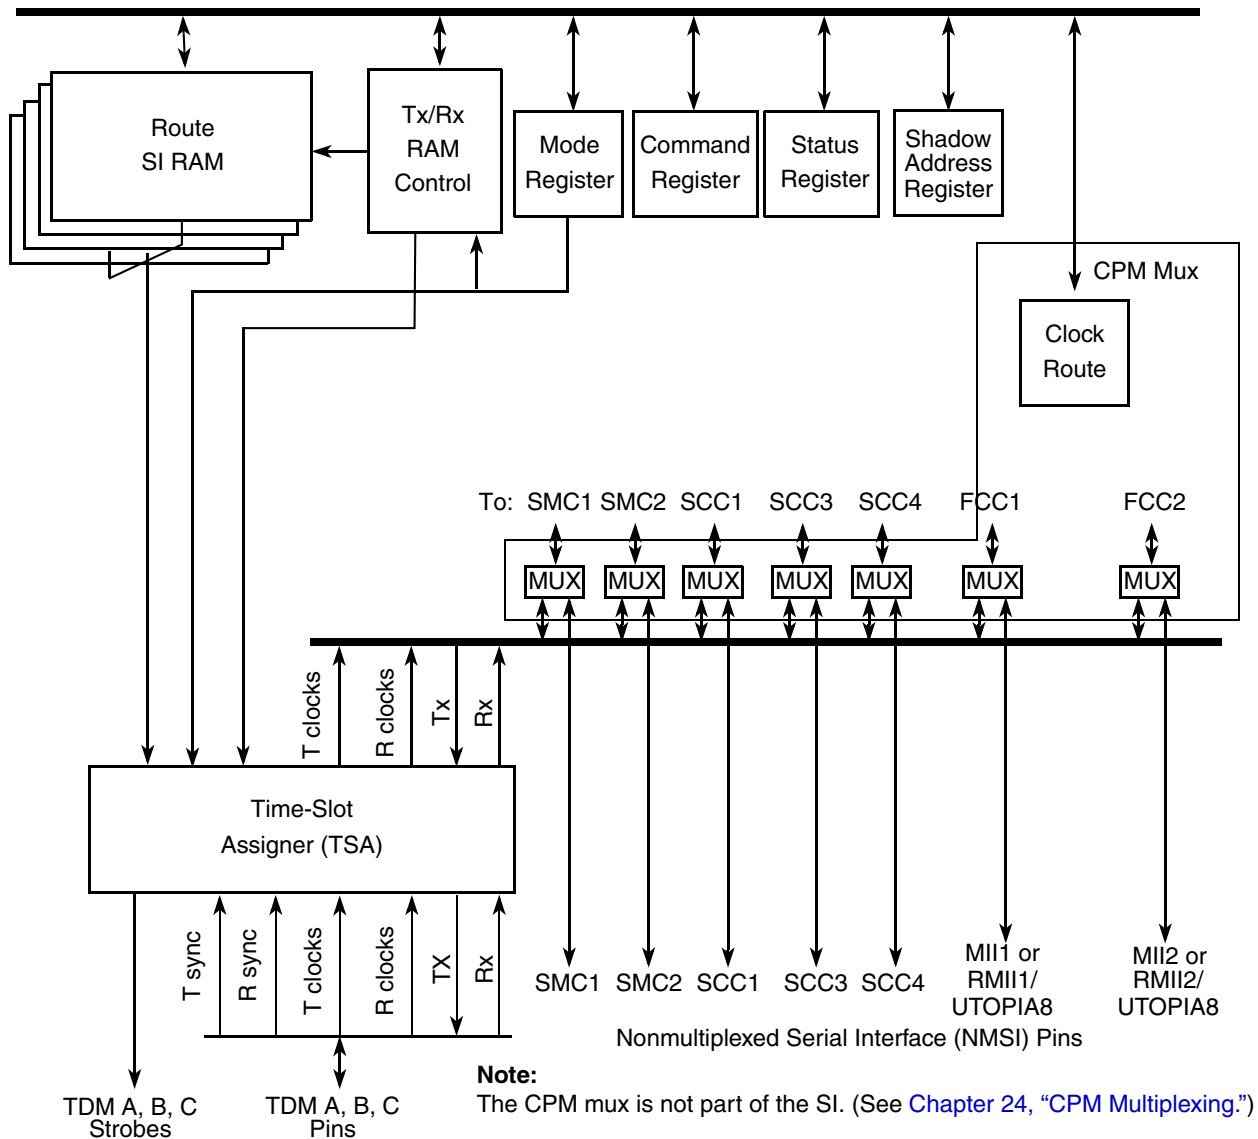 Route
SI RAM
Tx/Rx
RAM
Control
Mode
Register
Command
Register
Status
Register
Shadow
Address
Register
CPM Mux
Clock
Route
To: SMC1 SMC2 SCC1 SCC3 SCC4 FCC1 FCC2
MUX MUX MUX MUX MUX MUX MUX
T clocks
R clocks
Tx
Rx
Time-Slot
Assigner (TSA)
T sync
R sync
T clocks
R clocks
TX
Rx
SMC1 SMC2 SCC1 SCC3 SCC4
MII1 or
RMII1/
UTOPIA8
MII2 or
RMII2/
UTOPIA8
Nonmultiplexed Serial Interface (NMSI) Pins
TDM A, B, C
Strobes
TDM A, B, C
Pins
Note:
The CPM mux is not part of the SI. (See Chapter 24, “CPM Multiplexing.”)